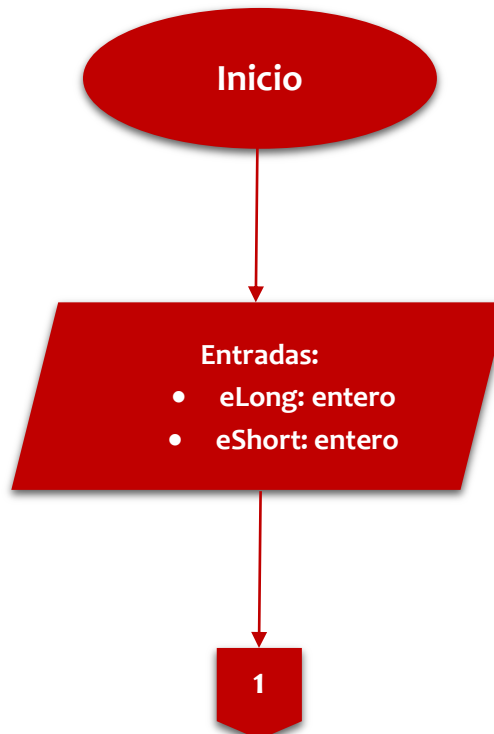 Inicio
Entradas:
• eLong: entero
• eShort: entero
1